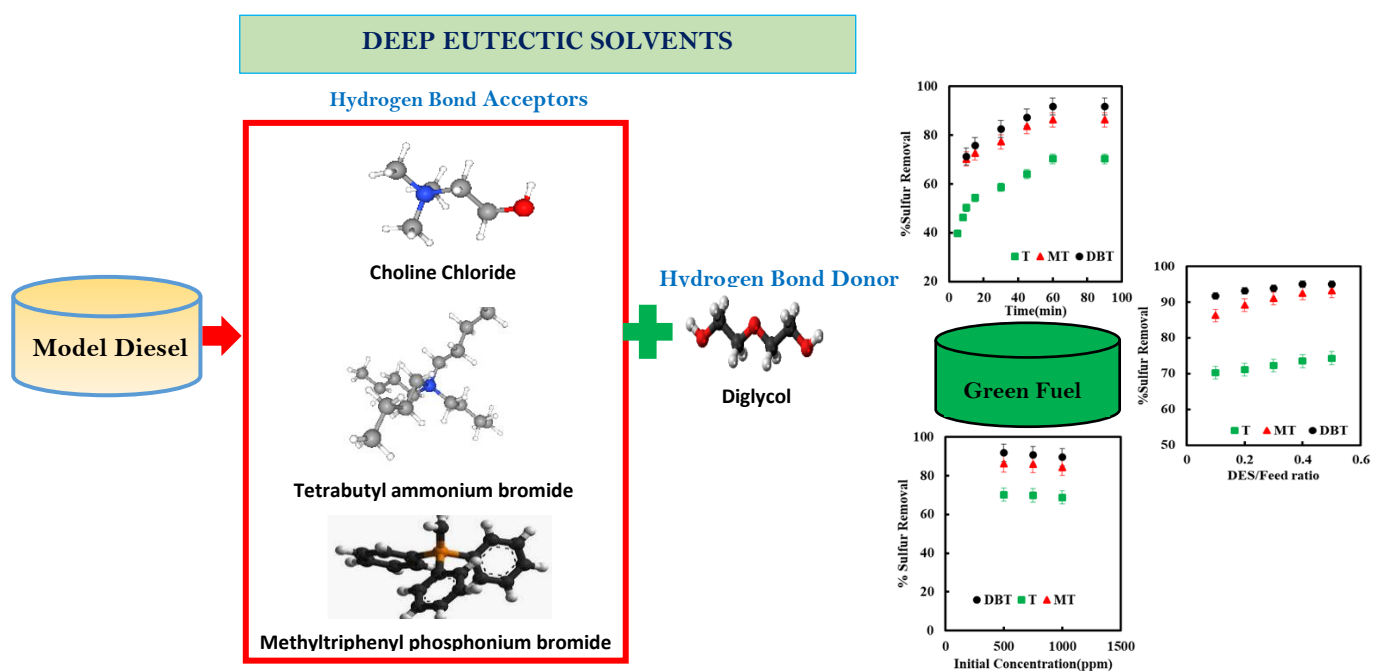 DEEP EUTECTIC SOLVENTS
Hydrogen Bond Acceptors
Choline Chloride
Tetrabutyl ammonium bromide
Methyltriphenyl phosphonium bromide
Model Diesel
Hydrogen Bond Donor
Diglycol
%Sulfur Removal
100
80
60
40
20
T MT DBT
0 20 40 60 80 100
Time(min)
Green Fuel
%Sulfur Removal
100
90
80
70
60
50
T MT DBT
0 0.2 0.4 0.6
DES/Feed ratio
% Sulfur Removal
100
80
60
40
20
0
DBT T MT
0 500 1000 1500
Initial Concentration(ppm)